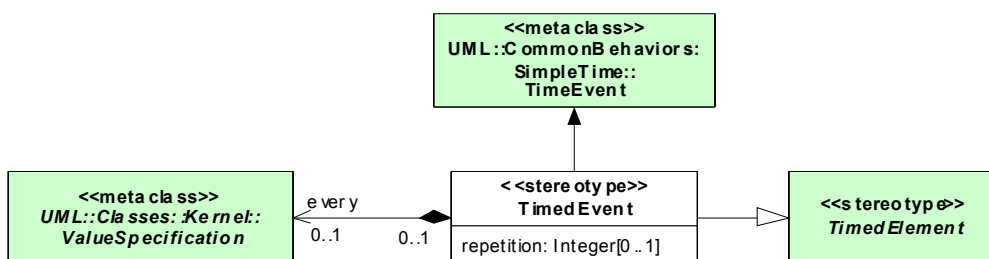 <<metaclass>>
UML::CommonBehaviors:
SimpleTime::
TimeEvent
<<metaclass>>
UML::Classes::Kernel::
ValueSpecification
every
0..1
0..1
<<stereotype>>
TimedEvent
repetition: Integer[0..1]
<<stereotype>>
TimedElement